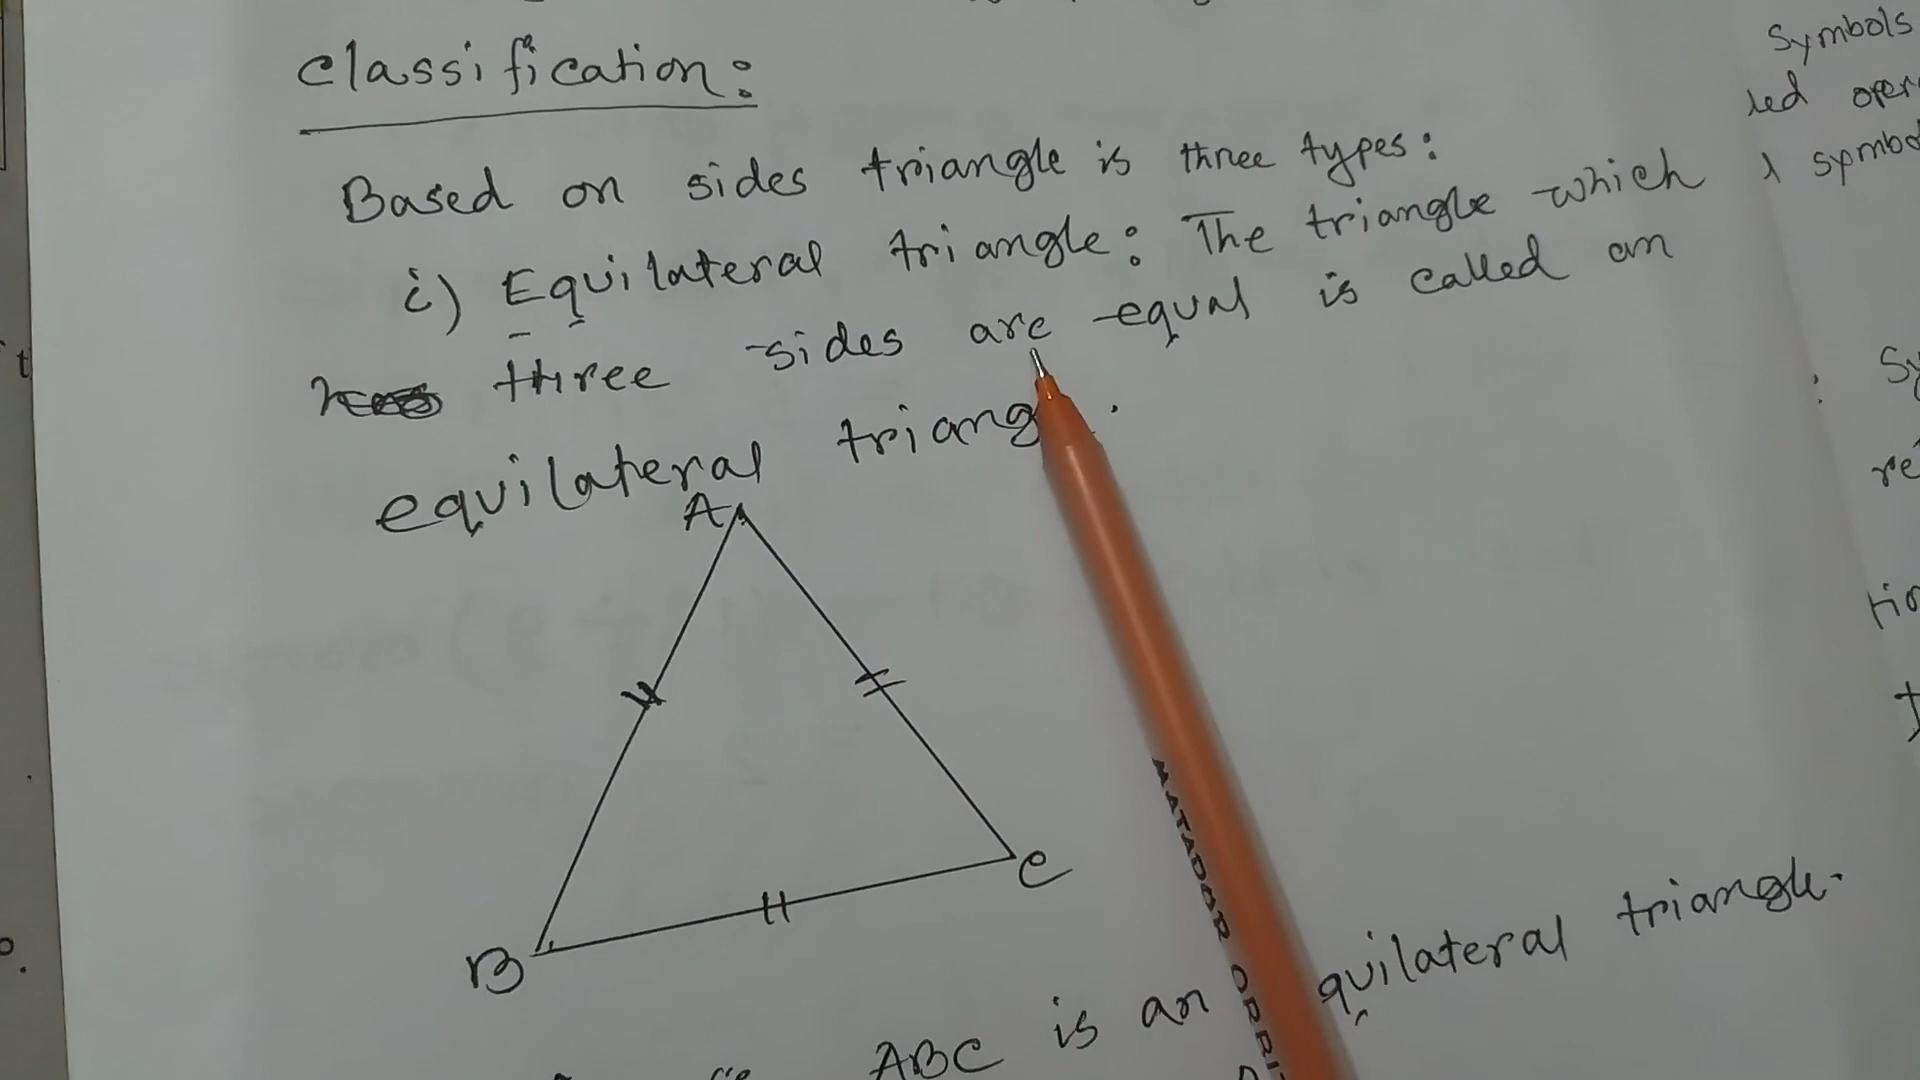 Classification:
Based on sides triangle is three types:
i) Equilateral triangle: The triangle which
three sides are equal is called an
equilateral
A
B
C
ABC is an quilateral triangle.
Symbols
MATADOR